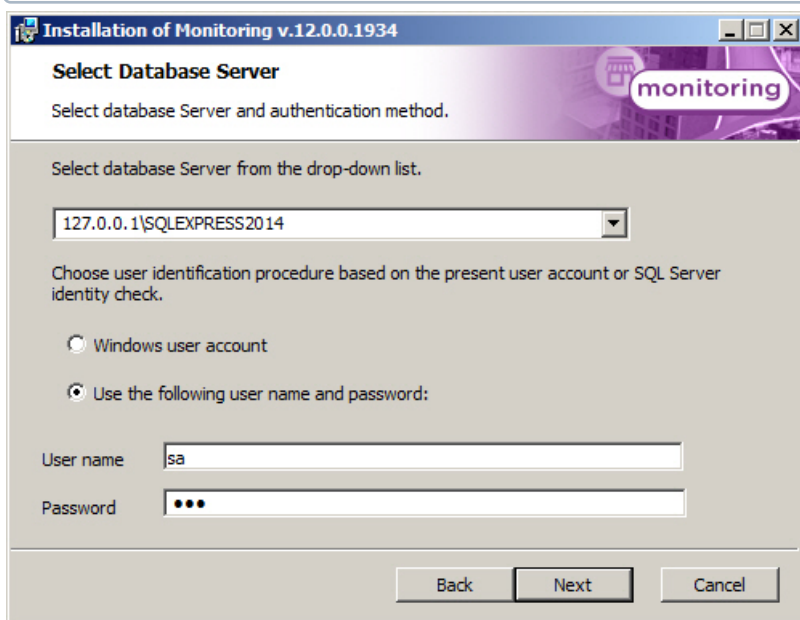 Installation of Monitoring v.12.0.0.1934
Select Database Server
Select database Server and authentication method.
monitoring
Select database Server from the drop-down list.
127.0.0.1\SQLEXPRESS2014
Choose user identification procedure based on the present user account or SQL Server
identity check.
Windows user account
Use the following user name and password:
User name sa
Password •••
Back Next Cancel